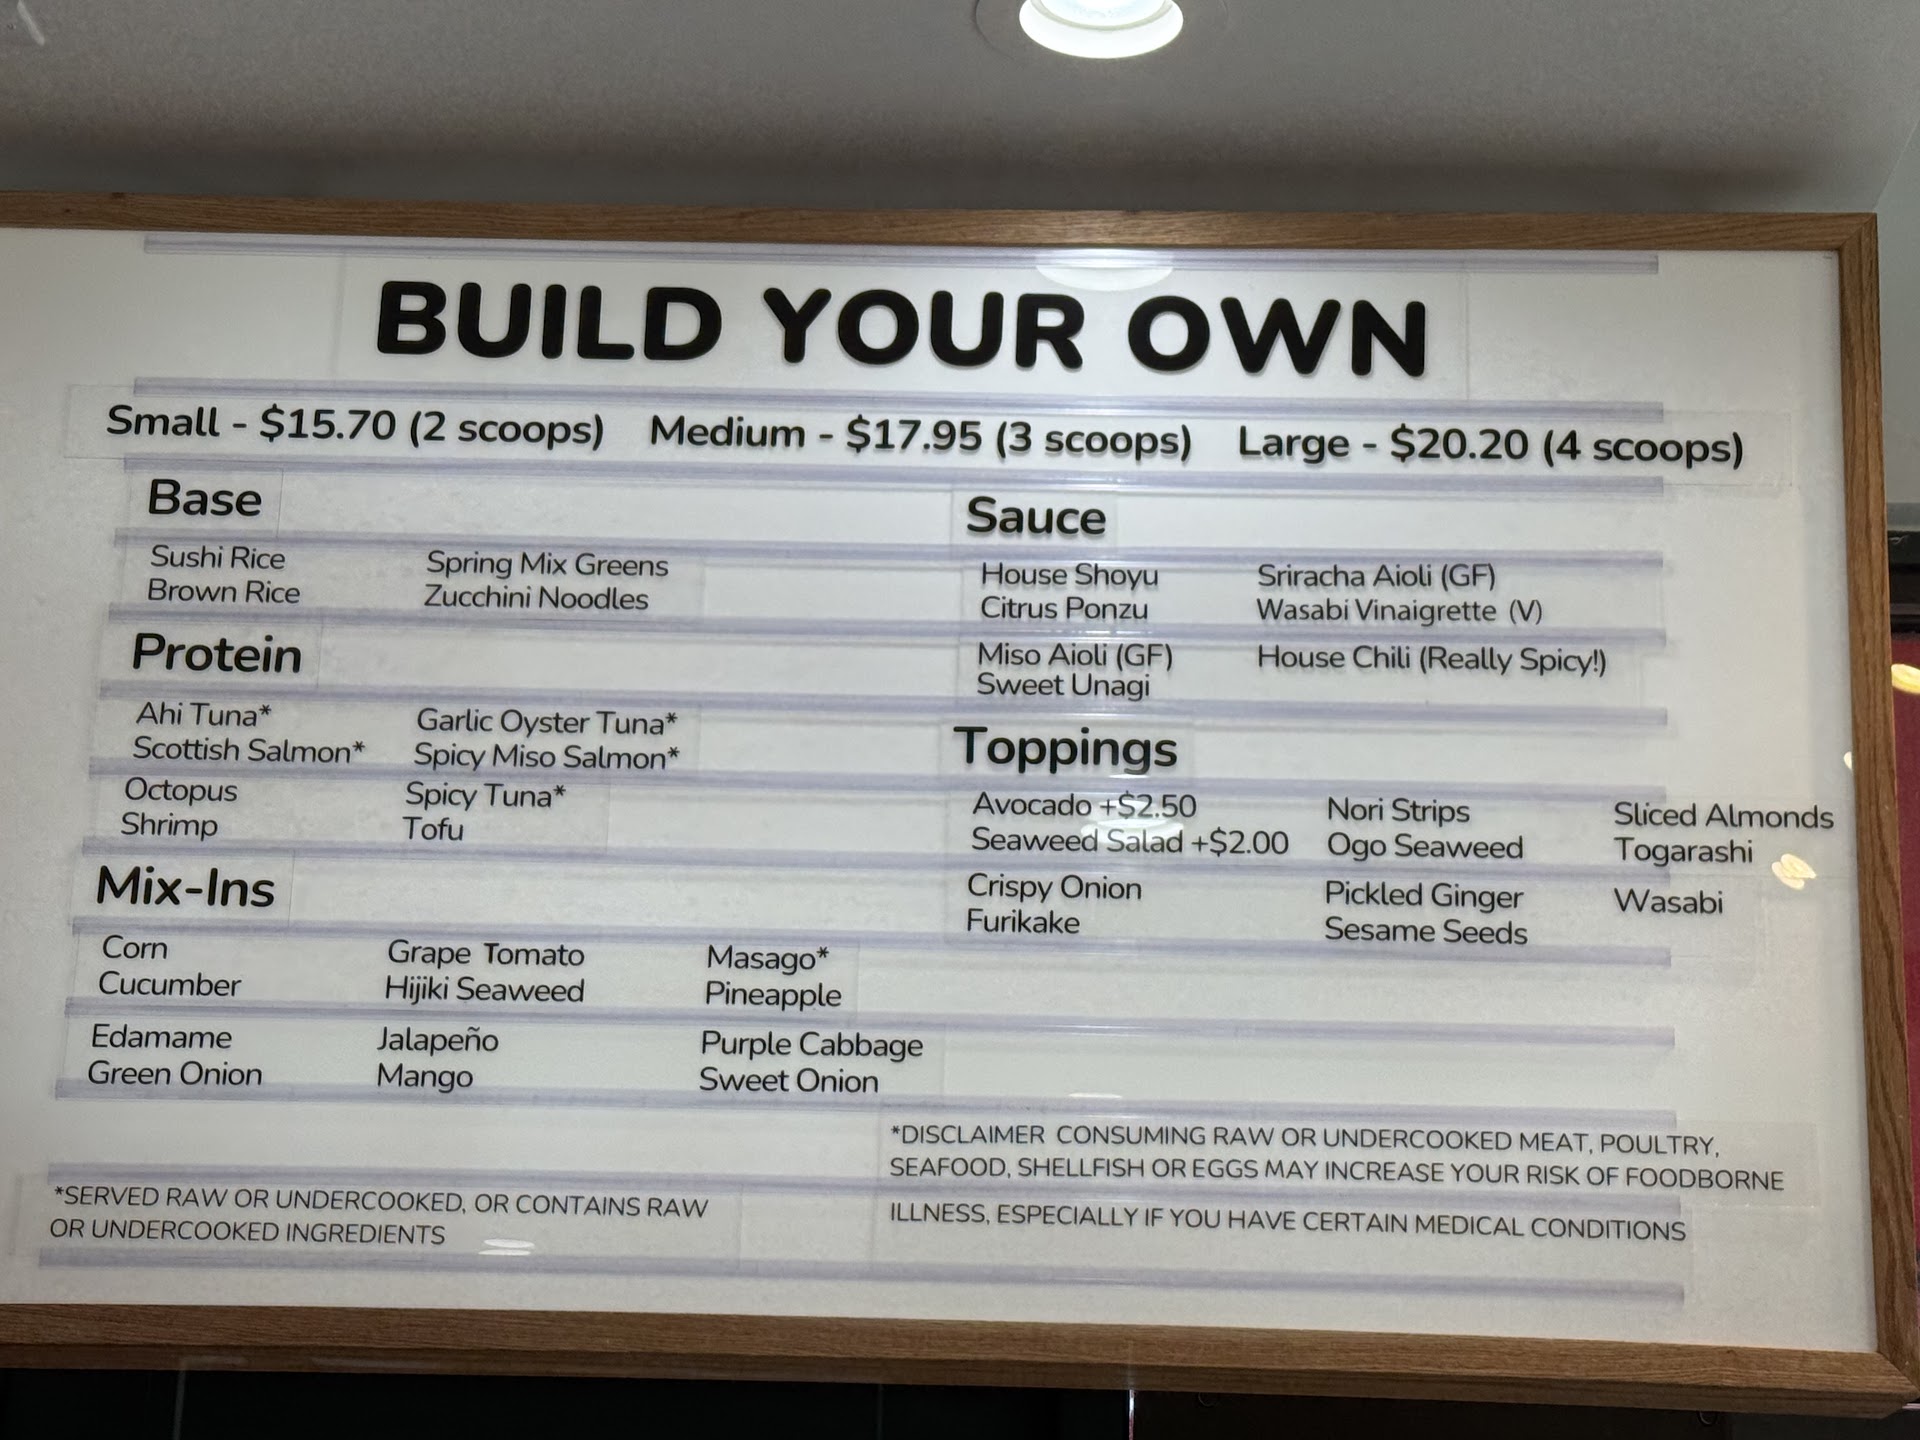 BUILD YOUR OWN
Small - $15.70 (2 scoops) Medium - $17.95 (3 scoops) Large - $20.20 (4 scoops)
Base
Sushi Rice Spring Mix Greens
Brown Rice Zucchini Noodles
Protein
Ahi Tuna* Garlic Oyster Tuna*
Scottish Salmon* Spicy Miso Salmon*
Octopus Spicy Tuna*
Shrimp Tofu
Mix-Ins
Corn Grape Tomato Masago*
Cucumber Hijiki Seaweed Pineapple
Edamame Jalapeño Purple Cabbage
Green Onion Mango Sweet Onion
*SERVED RAW OR UNDERCOOKED, OR CONTAINS RAW
OR UNDERCOOKED INGREDIENTS
Sauce
House Shoyu Sriracha Aioli (GF)
Citrus Ponzu Wasabi Vinaigrette (V)
Miso Aioli (GF) House Chili (Really Spicy!)
Sweet Unagi
Toppings
Avocado +$2.50 Nori Strips Sliced Almonds
Seaweed Salad +$2.00 Ogo Seaweed Togarashi
Crispy Onion Pickled Ginger Wasabi
Furikake Sesame Seeds
*DISCLAIMER CONSUMING RAW OR UNDERCOOKED MEAT, POULTRY,
SEAFOOD, SHELLFISH OR EGGS MAY INCREASE YOUR RISK OF FOODBORNE
ILLNESS, ESPECIALLY IF YOU HAVE CERTAIN MEDICAL CONDITIONS